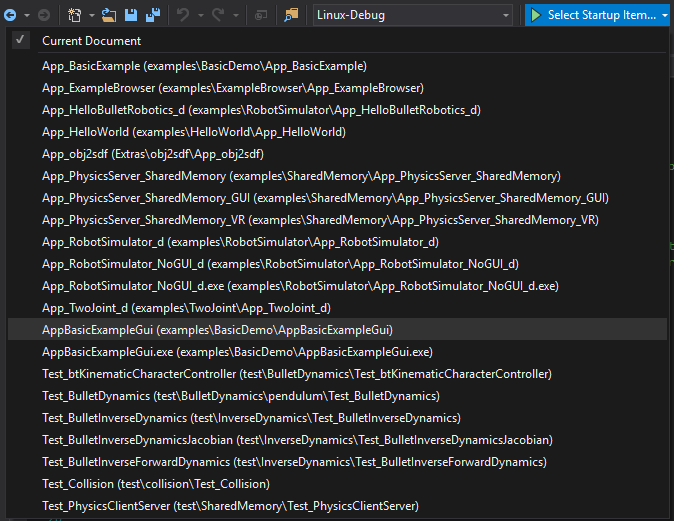 Linux-Debug
Select Startup Item...
Current Document
App_BasicExample (examples\BasicDemo\App_BasicExample)
App_ExampleBrowser (examples\ExampleBrowser\App_ExampleBrowser)
App_HelloBulletRobotics_d (examples\RobotSimulator\App_HelloBulletRobotics_d)
App_HelloWorld (examples\HelloWorld\App_HelloWorld)
App_obj2sdf (Extras\obj2sdf\App_obj2sdf)
App_PhysicsServer_SharedMemory (examples\SharedMemory\App_PhysicsServer_SharedMemory)
App_PhysicsServer_SharedMemory_GUI (examples\SharedMemory\App_PhysicsServer_SharedMemory_GUI)
App_PhysicsServer_SharedMemory_VR (examples\SharedMemory\App_PhysicsServer_SharedMemory_VR)
App_RobotSimulator_d (examples\RobotSimulator\App_RobotSimulator_d)
App_RobotSimulator_NoGUI_d (examples\RobotSimulator\App_RobotSimulator_NoGUI_d)
App_RobotSimulator_NoGUI_d.exe (examples\RobotSimulator\App_RobotSimulator_NoGUI_d.exe)
App_TwoJoint_d (examples\TwoJoint\App_TwoJoint_d)
AppBasicExampleGui (examples\BasicDemo\AppBasicExampleGui)
AppBasicExampleGui.exe (examples\BasicDemo\AppBasicExampleGui.exe)
Test_btKinematicCharacterController (test\BulletDynamics\Test_btKinematicCharacterController)
Test_BulletDynamics (test\BulletDynamics\pendulum\Test_BulletDynamics)
Test_BulletInverseDynamics (test\InverseDynamics\Test_BulletInverseDynamics)
Test_BulletInverseDynamicsJacobian (test\InverseDynamics\Test_BulletInverseDynamicsJacobian)
Test_BulletInverseForwardDynamics (test\InverseDynamics\Test_BulletInverseForwardDynamics)
Test_Collision (test\collision\Test_Collision)
Test_PhysicsClientServer (test\SharedMemory\Test_PhysicsClientServer)